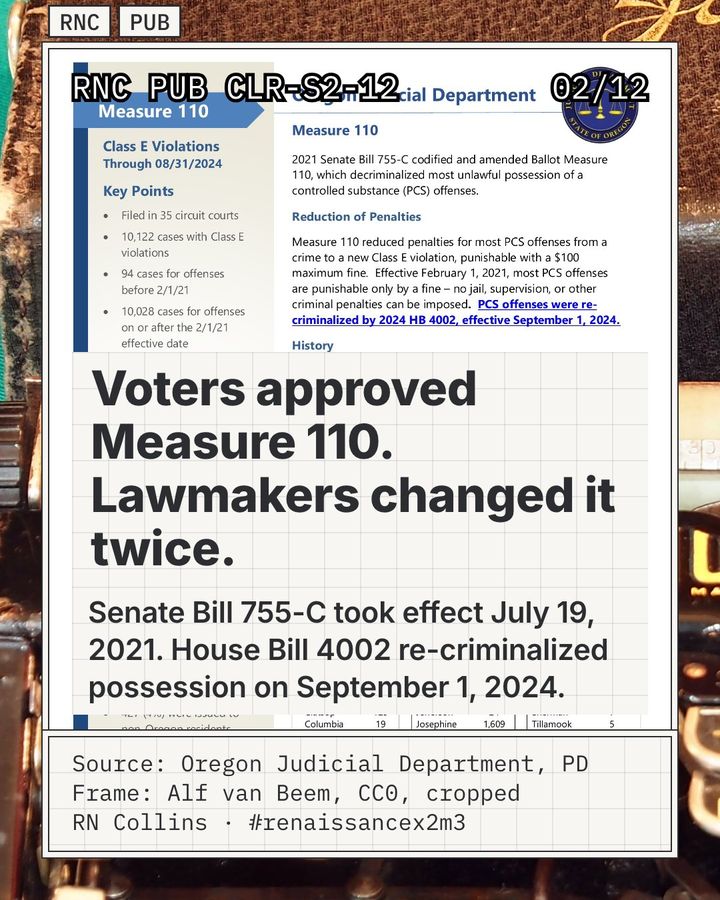 RNC PUB
RNC PUB CLR-S2-12 02/12
Judicial Department
Measure 110
STATE OF OREGON
E Violations
Through 08/31/2024
Key Points
• Filed in 35 circuit courts
• 10,122 cases with Class E
violations
• 94 cases for offenses
before 2/1/21
• 10,028 cases for offenses
on or after the 2/1/21
effective date
Measure 110
2021 Senate Bill 755-C codified and amended Ballot Measure
110, which decriminalized most unlawful possession of a
controlled substance (PCS) offenses.
Reduction of Penalties
Measure 110 reduced penalties for most PCS offenses from a
crime to a new Class E violation, punishable with a $100
maximum fine. Effective February 1, 2021, most PCS offenses
are punishable only by a fine – no jail, supervision, or other
criminal penalties can be imposed. PCS offenses were re-
criminalized by 2024 HB 4002, effective September 1, 2024.
History
Voters approved
Measure 110.
Lawmakers changed it
twice.
Senate Bill 755-C took effect July 19,
2021. House Bill 4002 re-criminalized
possession on September 1, 2024.
Columbia 19 Josephine 1,609 Tillamook 5
Source: Oregon Judicial Department, PD
Frame: Alf van Beem, CC0, cropped
RN Collins · #renaissancex2m3